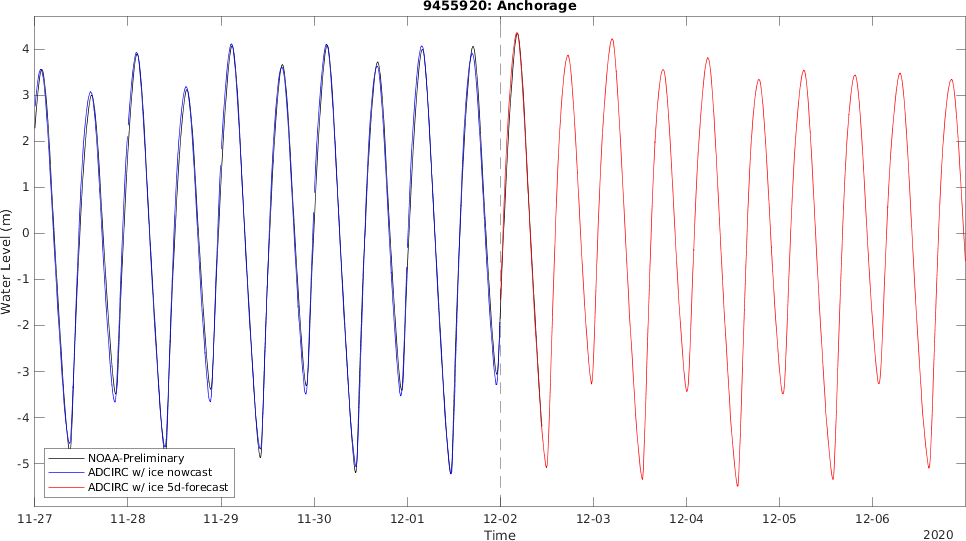 9455920: Anchorage
Water Level (m)
4
3
2
1
0
-1
-2
-3
-4
-5
NOAA-Preliminary
ADCIRC w/ ice nowcast
ADCIRC w/ ice 5d-forecast
11-27 11-28 11-29 11-30 12-01 12-02 12-03 12-04 12-05 12-06
Time
2020